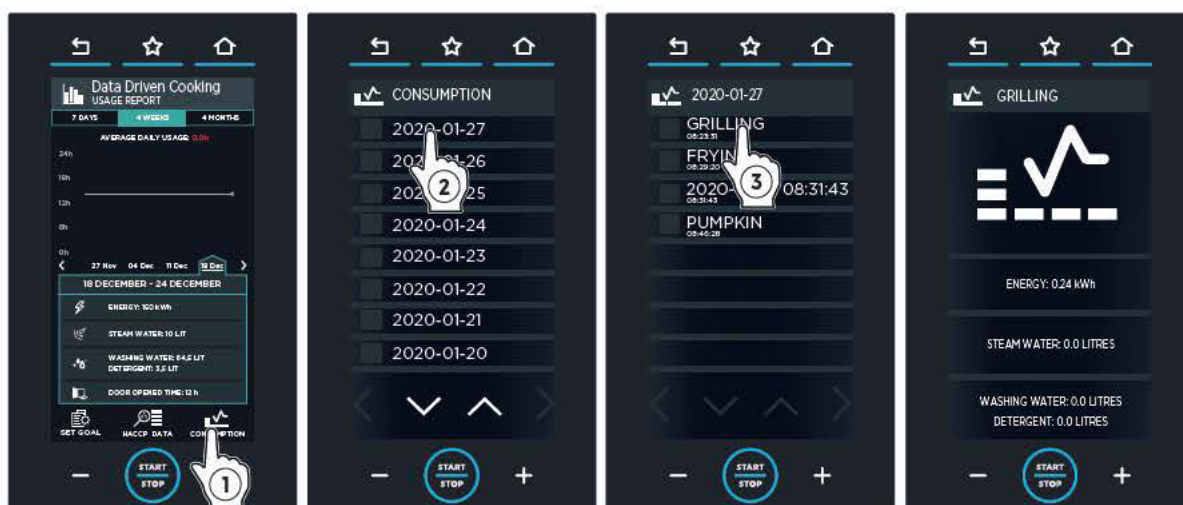 Data Driven Cooking
USAGE REPORT
7 DAYS 4 WEEKS 4 MONTHS
AVERAGE DAILY USAGE: 0.0h
24h
18h
12h
6h
0h
27 Nov 04 Dec 11 Dec 18 Dec
18 DECEMBER - 24 DECEMBER
ENERGY: 150 kWh
STEAM WATER: 10 LIT
WASHING WATER: 64,5 LIT
DETERGENT: 3,5 LIT
DOOR OPENED TIME: 12 h
SET GOAL HACCP DATA
START
STOP
1
CONSUMPTION
2020-01-27
-26
25
2020-01-24
2020-01-23
2020-01-22
2020-01-21
2020-01-20
2
START
STOP
2020-01-27
GRILLING
08:23:31
08:29:20
2020- 08:31:43
08:31:43
PUMPKIN
08:46:28
3
START
STOP
GRILLING
ENERGY: 0.24 kWh
STEAM WATER: 0.0 LITRES
WASHING WATER: 0.0 LITRES
DETERGENT: 0.0 LITRES
START
STOP